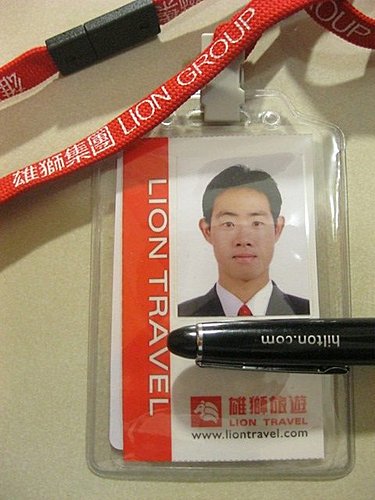 雄獅集團 LION GROUP
GROUP
雄
LION TRAVEL
hilton.com
雄獅旅遊
LION TRAVEL
www.liontravel.com